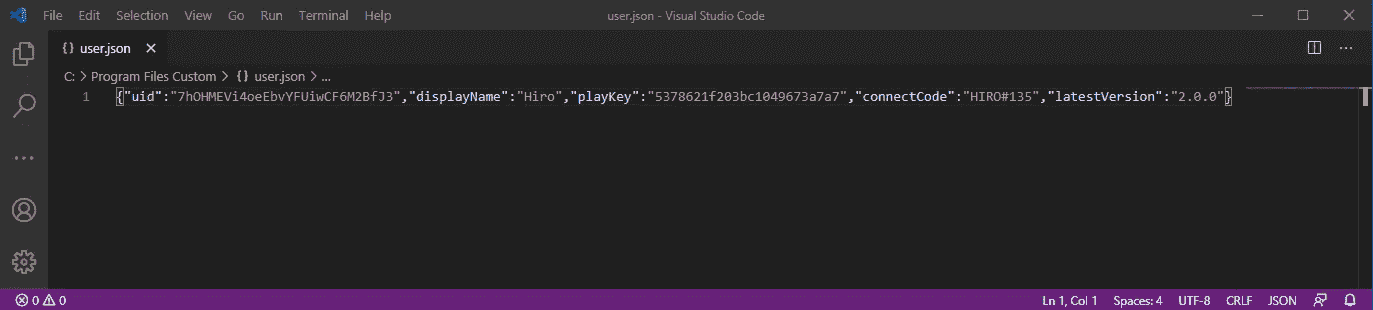 File Edit Selection View Go Run Terminal Help user.json - Visual Studio Code
{} user.json
C: > Program Files Custom > {} user.json > ...
1 {"uid":"7hOHMEVi4oeEbvYFUiwCF6M2BfJ3","displayName":"Hiro","playKey":"5378621f203bc1049673a7a7","connectCode":"HIRO#135","latestVersion":"2.0.0"}
0 0 Ln 1, Col 1 Spaces: 4 UTF-8 CRLF JSON